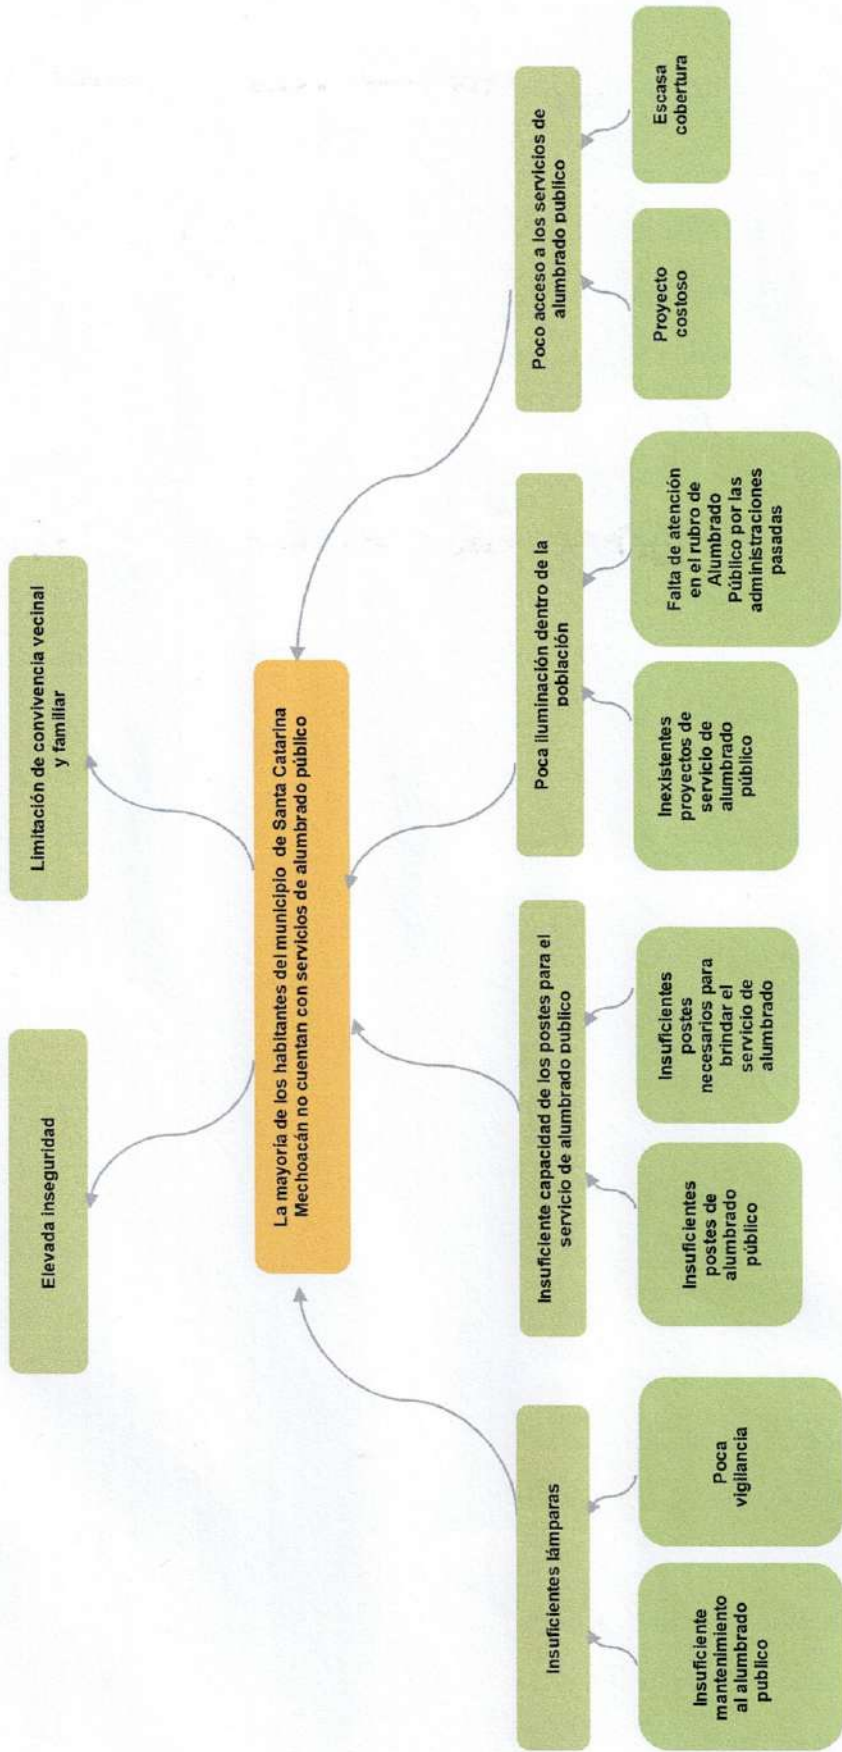 Elevada inseguridad
Limitación de convivencia vecinal
y familiar
La mayoría de los habitantes del municipio de Santa Catarina
Mechoacán no cuentan con servicios de alumbrado público
Insuficientes lámparas
Insuficiente capacidad de los postes para el
servicio de alumbrado publico
Poca iluminación dentro de la
población
Poco acceso a los servicios de
alumbrado publico
Insuficiente
mantenimiento
al alumbrado
publico
Poca
vigilancia
Insuficientes
postes de
alumbrado
público
Insuficientes
postes
necesarios para
brindar el
servicio de
alumbrado
Inexistentes
proyectos de
servicio de
alumbrado
público
Falta de atención
en el rubro de
Alumbrado
Público por las
administraciones
pasadas
Proyecto
costoso
Escasa
cobertura